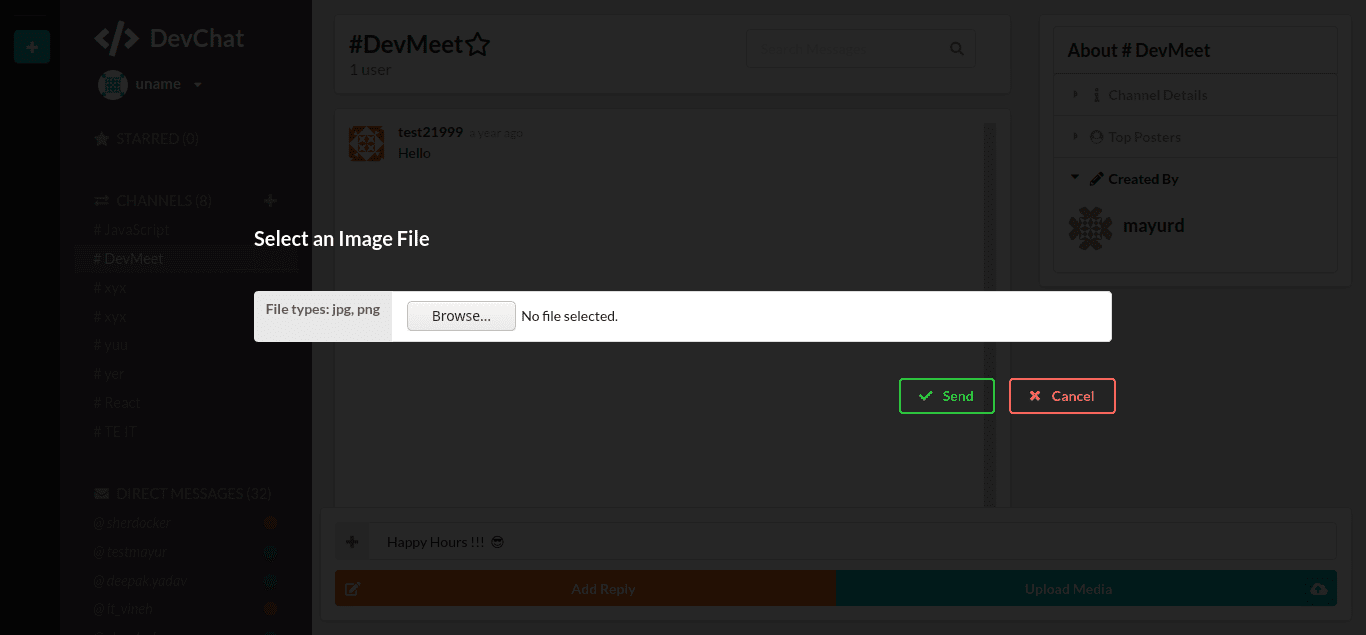 DevChat
uname
STARRED (0)
CHANNELS (8)
# JavaScript
# DevMeet
# xyx
# xyx
# you
# yer
# React
# TE IT
DIRECT MESSAGES (32)
@sherdocker
@testmayur
@deepak.yadav
#DevMeet
1 user
Search Messages
test21999 a year ago
Hello
About # DevMeet
Channel Details
Top Posters
Created By
mayurd
Select an Image File
File types: jpg, png
Browse...
No file selected.
Send
Cancel
Happy Hours !!! 😎
Add Reply
Upload Media